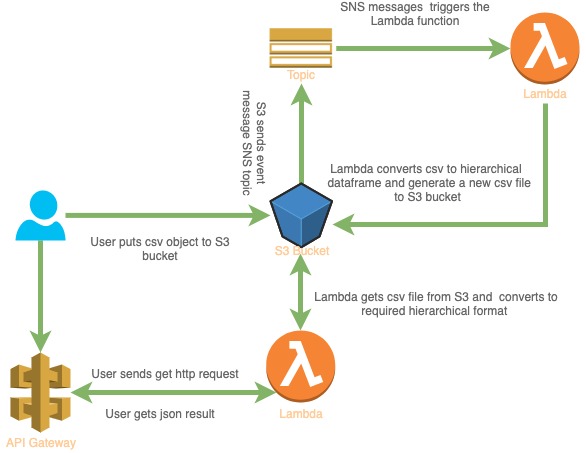 SNS messages  triggers the
Lambda function
Topic
Lambda
S3 sends event
message SNS topic
Lambda converts csv to hierarchical
dataframe and generate a new csv file
to S3 bucket
User puts csv object to S3
bucket
S3 Bucket
Lambda gets csv file from S3 and  converts to
required hierarchical format
User sends get http request
User gets json result
Lambda
API Gateway